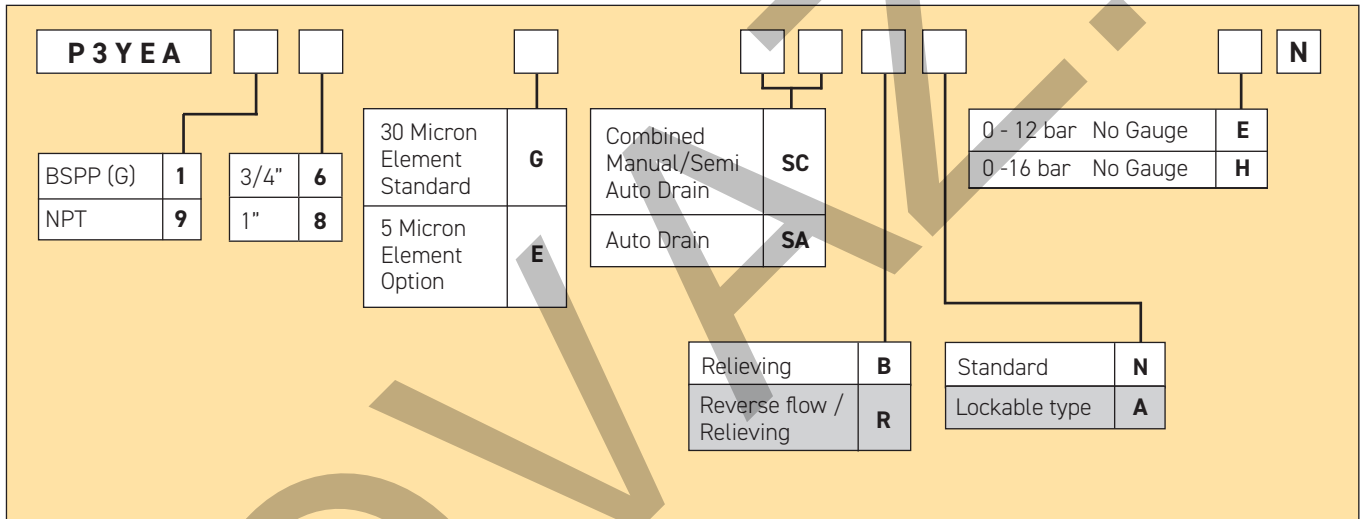 P3YEA N
BSPP (G) 1
NPT 9
3/4" 6
1" 8
30 Micron
Element
Standard
G
5 Micron
Element
Option
E
Combined
Manual/Semi
Auto Drain
SC
Auto Drain SA
0 - 12 bar No Gauge E
0 -16 bar No Gauge H
Relieving B
Reverse flow /
Relieving
R
Standard N
Lockable type A